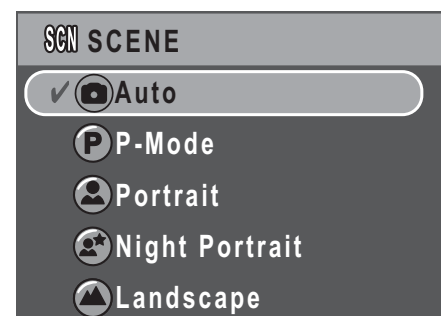 SCN SCENE
Auto
P P-Mode
Portrait
Night Portrait
Landscape